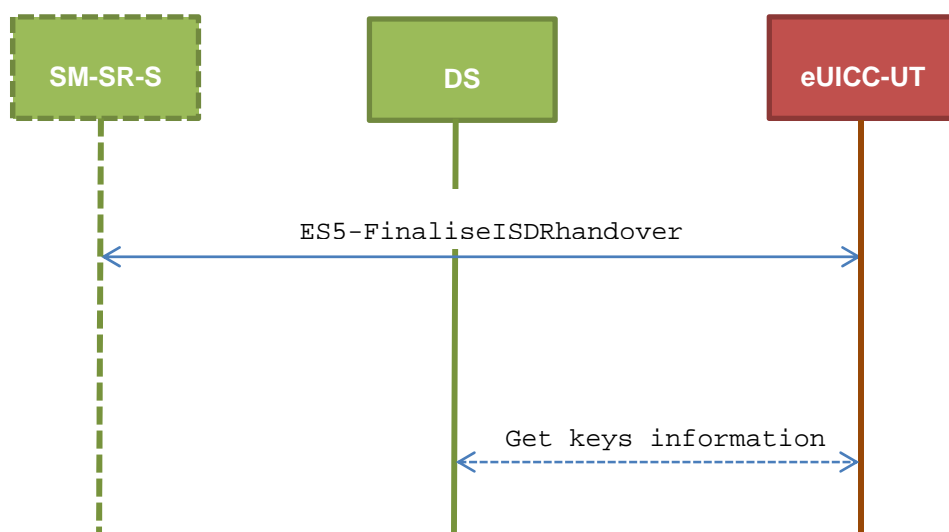 SM-SR-S
DS
eUICC-UT
ES5-FinaliseISDRhandover
Get keys information